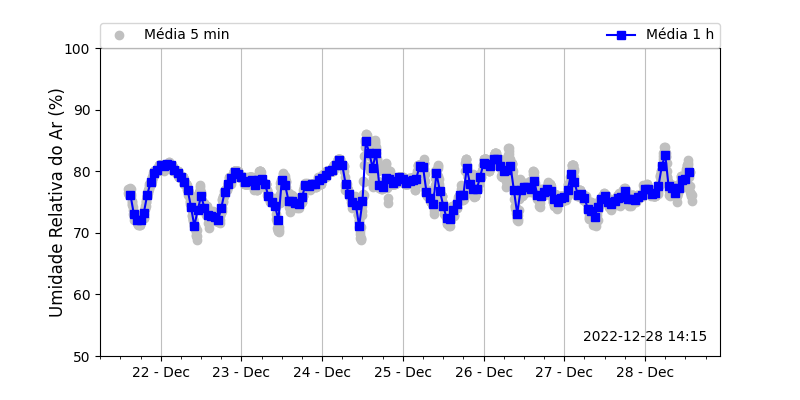 Média 5 min
Média 1 h
Umidade Relativa do Ar (%)
100
90
80
70
60
50
2022-12-28 14:15
22 - Dec
23 - Dec
24 - Dec
25 - Dec
26 - Dec
27 - Dec
28 - Dec